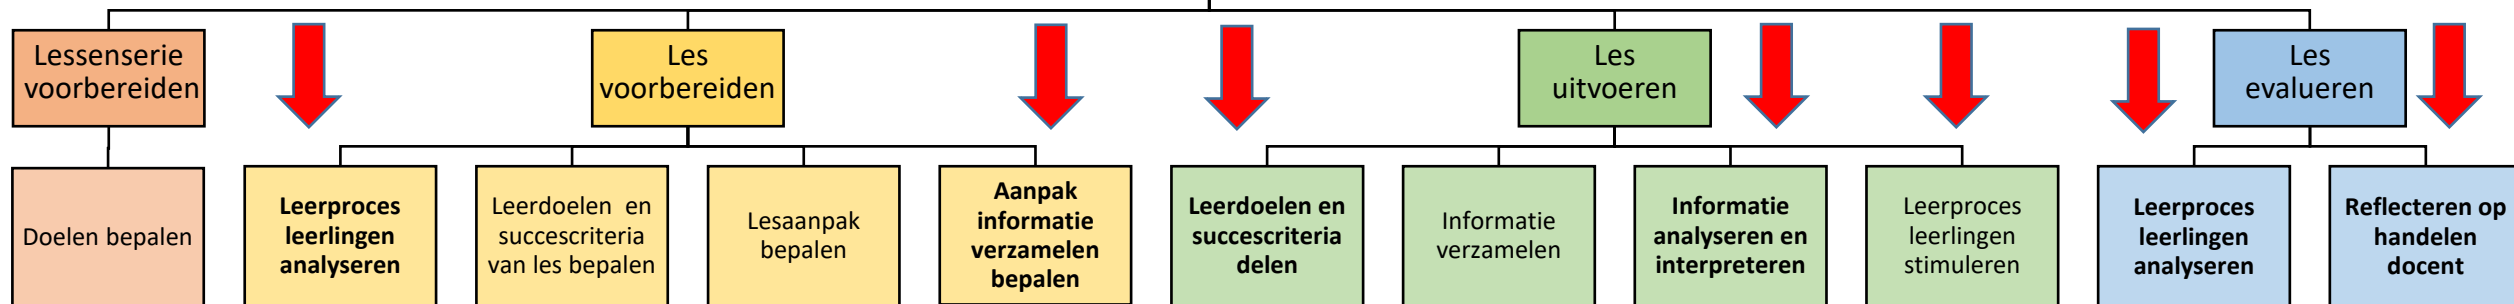 Lessenserie
voorbereiden
Les
voorbereiden
Les
uitvoeren
Les
evalueren
Doelen bepalen
Leerproces
leerlingen
analyseren
Leerdoelen en
succescriteria
van les bepalen
Lesaanpak
bepalen
Aanpak
informatie
verzamelen
bepalen
Leerdoelen en
succescriteria
delen
Informatie
verzamelen
Informatie
analyseren en
interpreteren
Leerproces
leerlingen
stimuleren
Leerproces
leerlingen
analyseren
Reflecteren op
handelen
docent